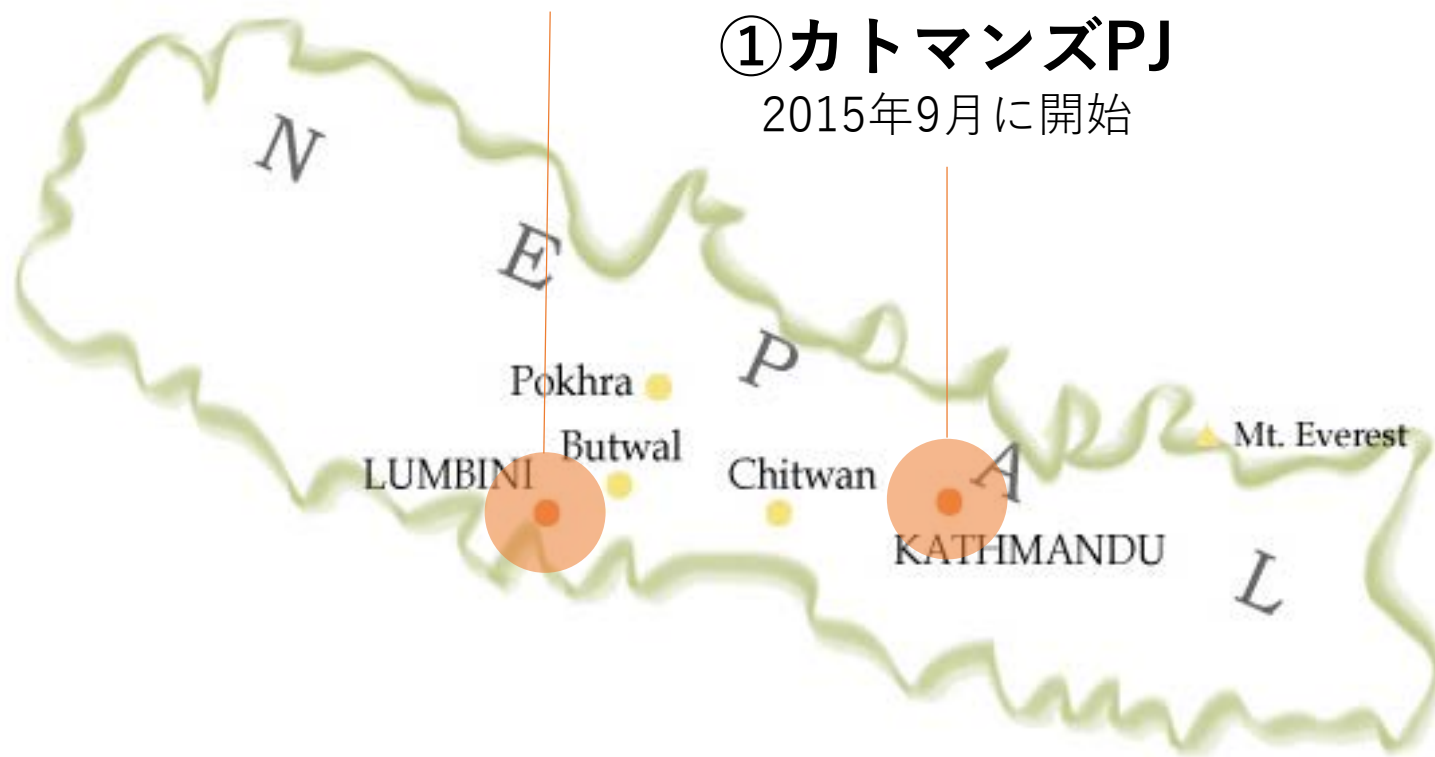 ①カトマンズPJ
2015年9月に開始
N
E
P
A
L
Pokhra
Butwal
LUMBINI
Chitwan
Mt. Everest
KATHMANDU